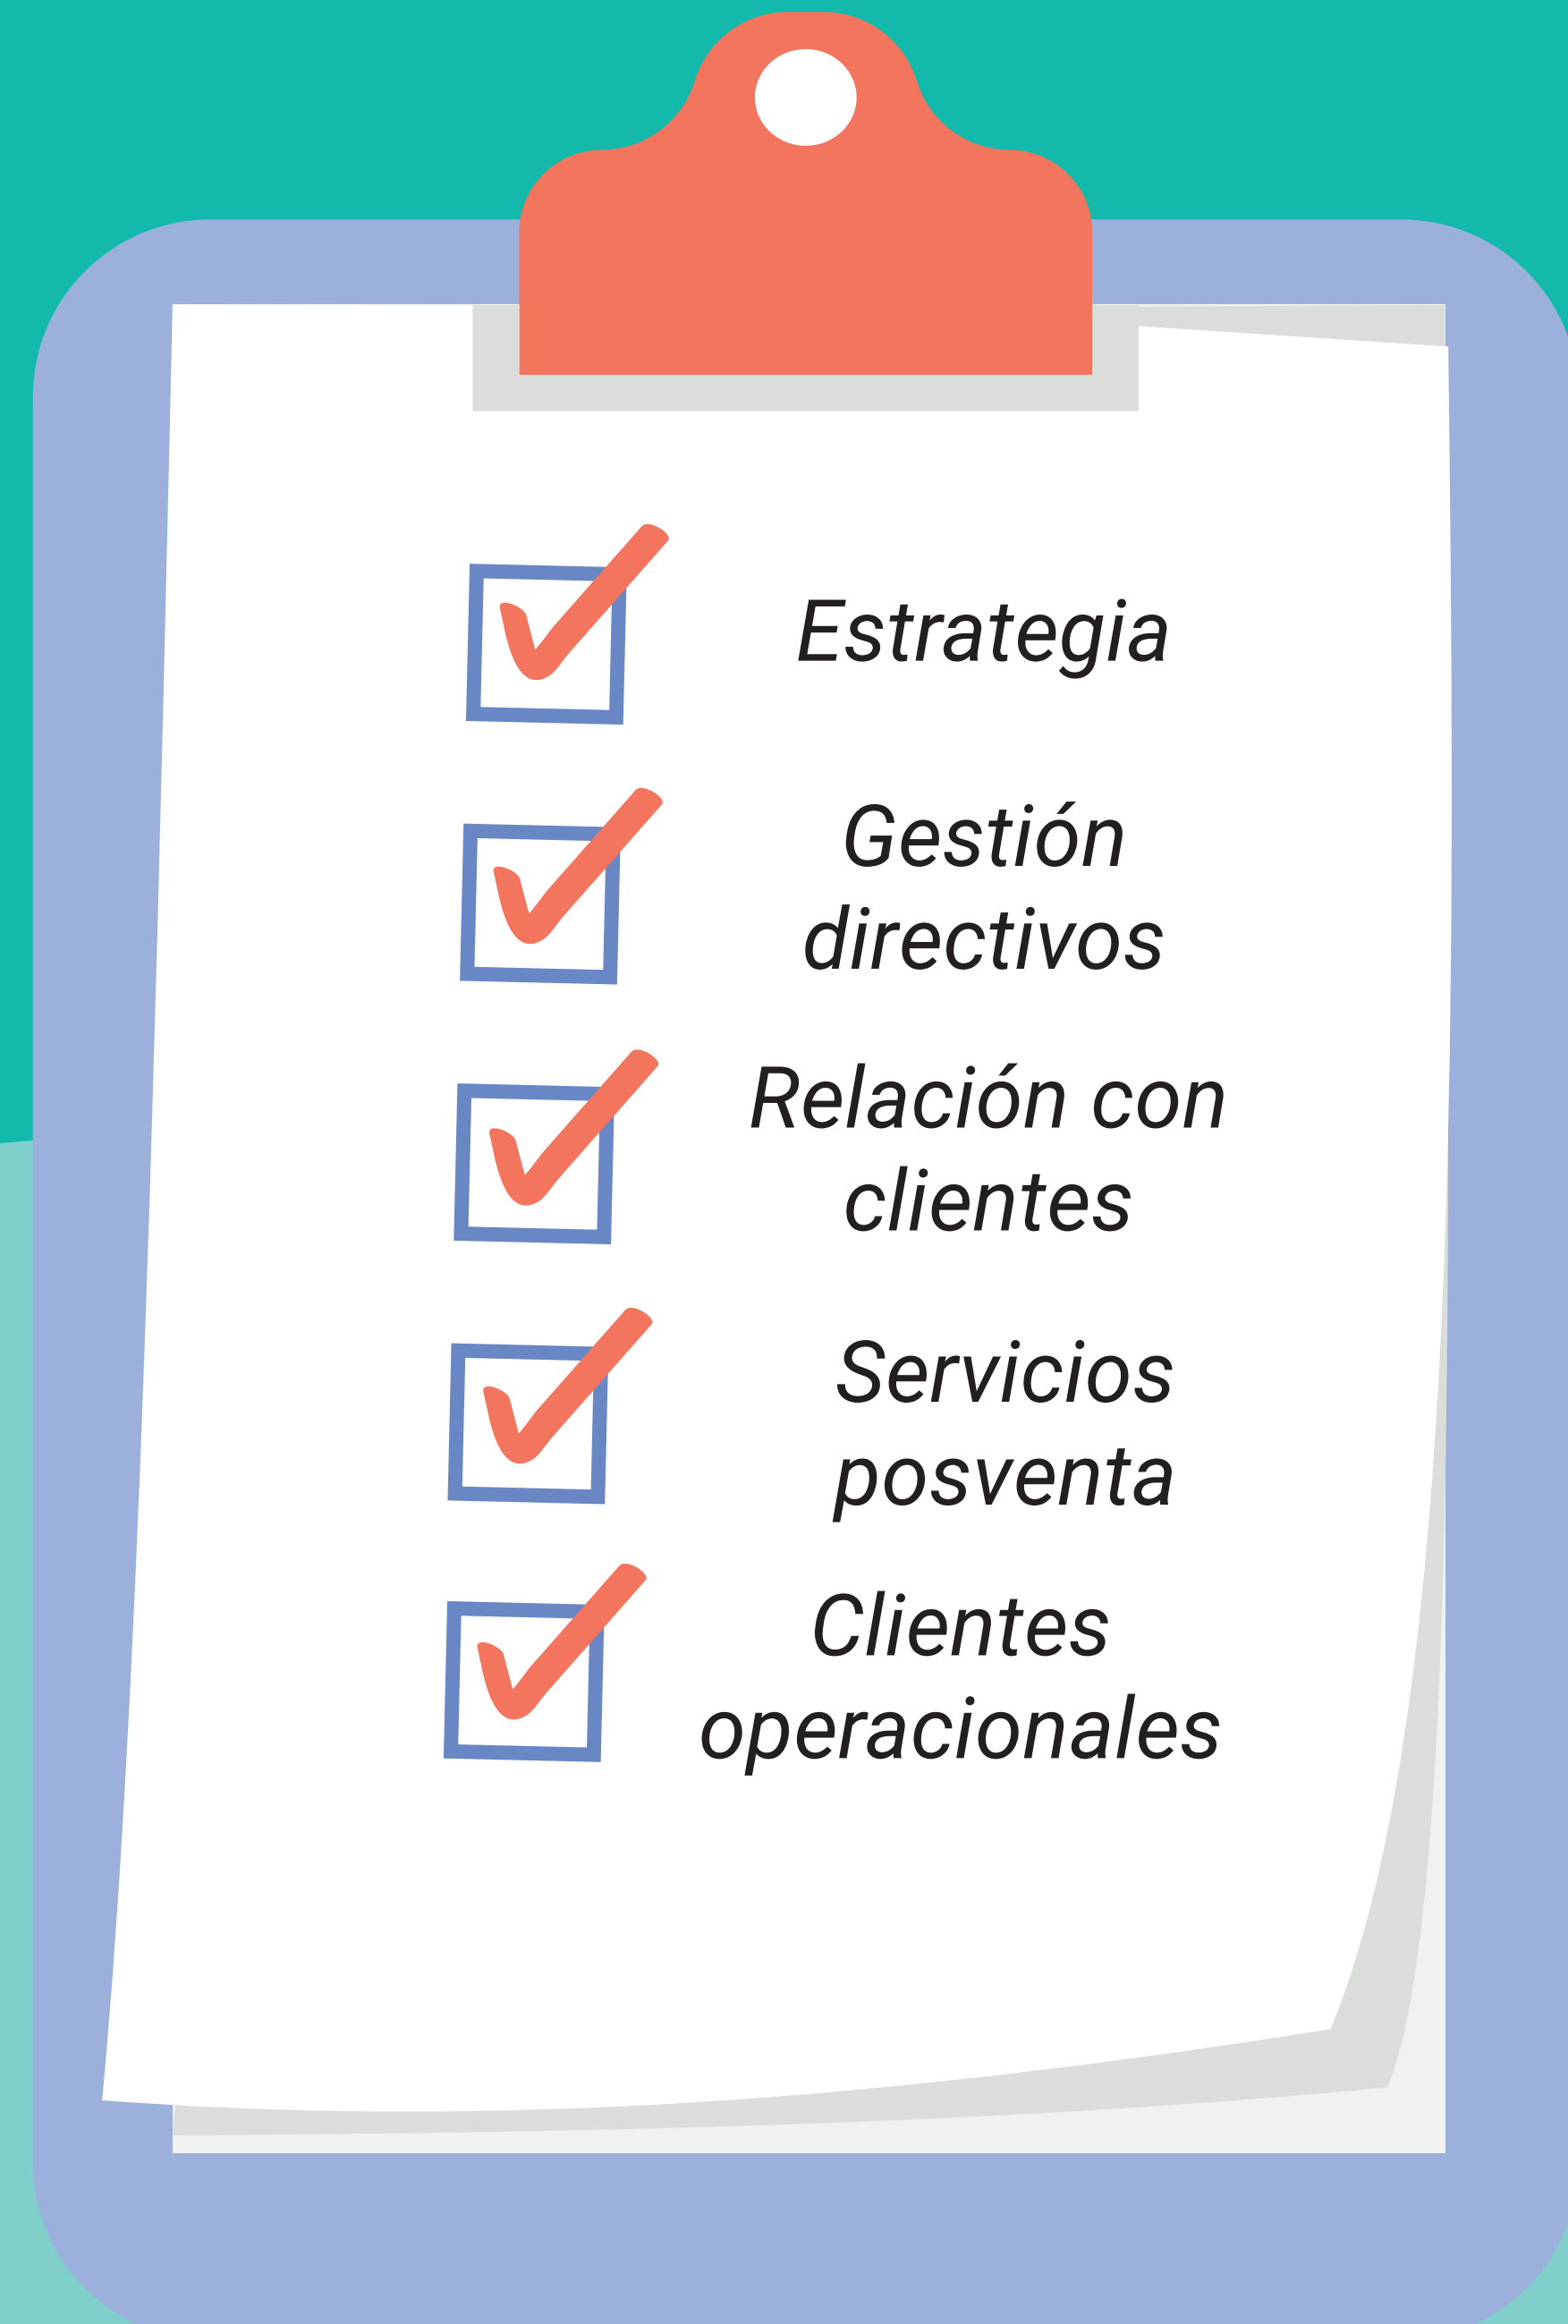 Estrategia
Gestión
directivos
Relación con
clientes
Servicios
posventa
Clientes
operacionales